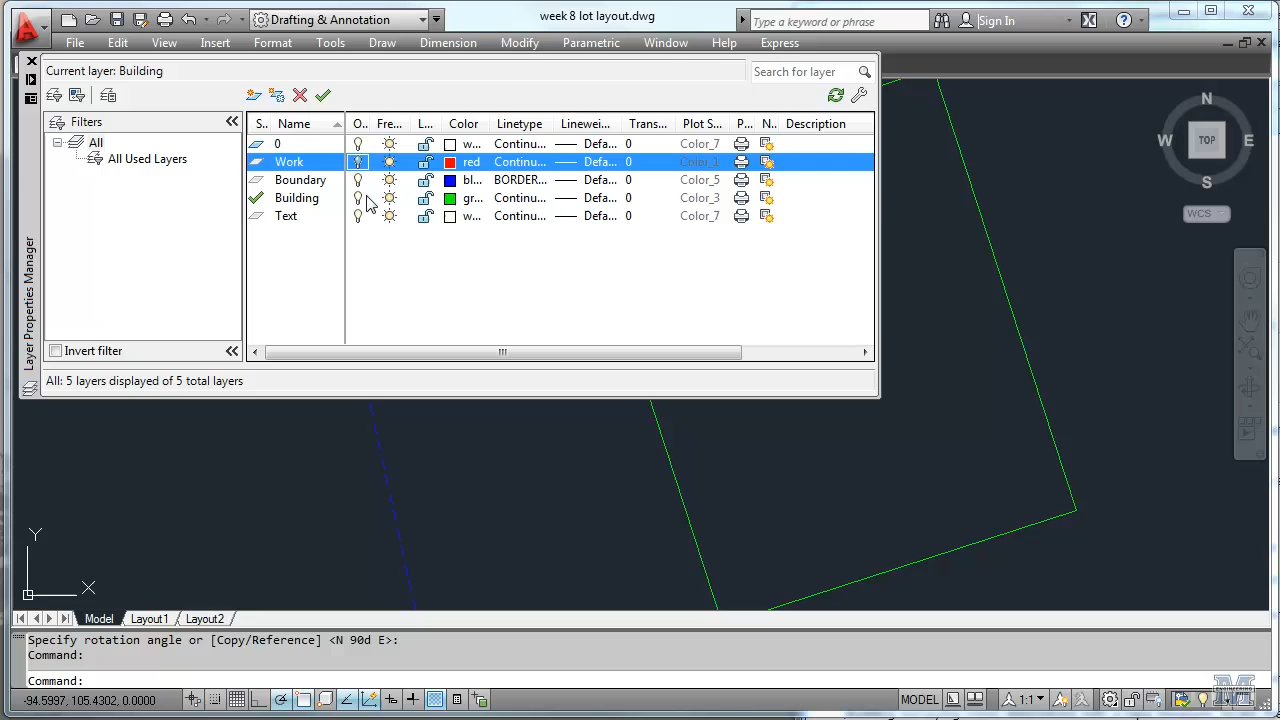 Drafting & Annotation
week 8 lot layout.dwg
Type a keyword or phrase
Sign In
File Edit View Insert Format Tools Draw Dimension Modify Parametric Window Help Express
Current layer: Building
Search for layer
Filters
All
All Used Layers
S.. Name O.. Fre... L... Color Linetype Linewei... Trans... Plot S... P... N.. Description
0 w... Continu... Defa... 0 Color_7
Work red Continu... Defa... 0 Color_1
Boundary bl... BORDER... Defa... 0 Color_5
Building gr... Continu... Defa... 0 Color_3
Text w... Continu... Defa... 0 Color_7
Invert filter
All: 5 layers displayed of 5 total layers
Layer Properties Manager
N
W TOP E
S
WCS
Y
X
Model Layout1 Layout2
Specify rotation angle or [Copy/Reference] <N 90d E>:
Command:
Command:
-94.5997, 105.4302, 0.0000
MODEL
1:1